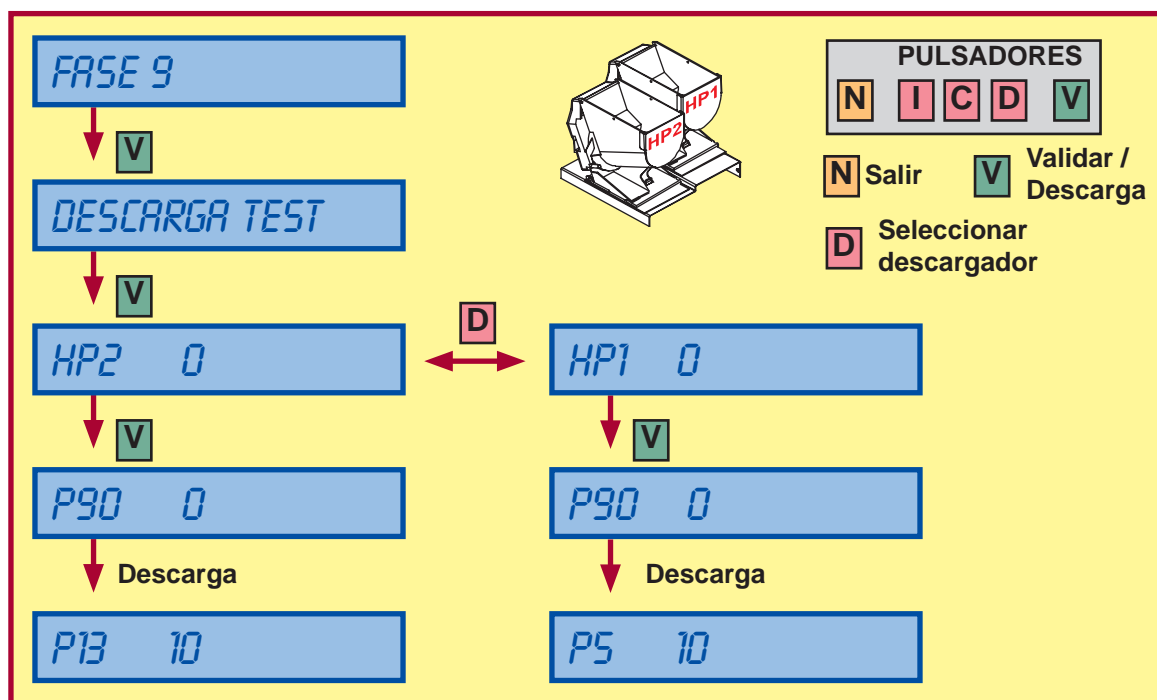 FASE 9
V
DESCARGA TEST
V
HP2 0
D
HP1 0
V
V
P90 0
P90 0
Descarga
Descarga
P13 10
P5 10
HP1
HP2
PULSADORES
N I C D V
N Salir
V Validar /
Descarga
D Seleccionar
descargador